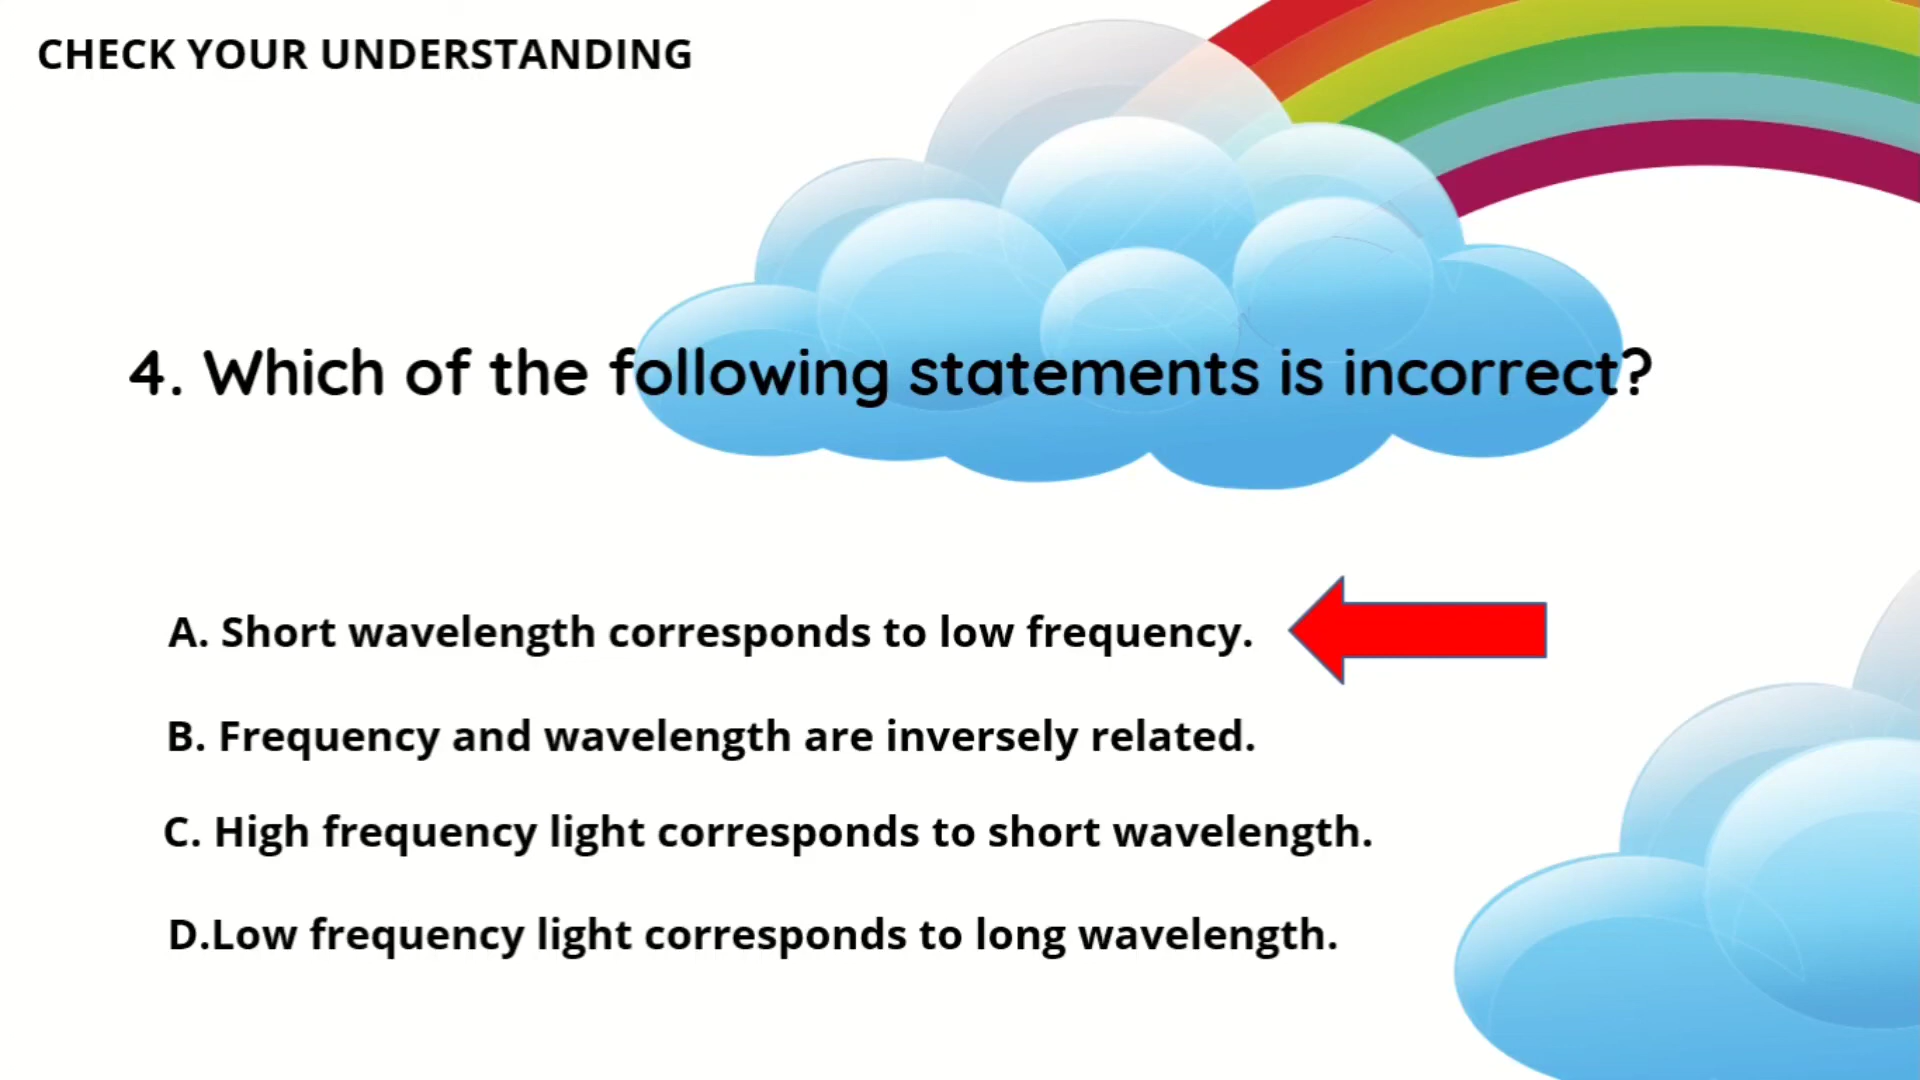 CHECK YOUR UNDERSTANDING
4. Which of the following statements is incorrect?
A. Short wavelength corresponds to low frequency.
B. Frequency and wavelength are inversely related.
C. High frequency light corresponds to short wavelength.
D.Low frequency light corresponds to long wavelength.